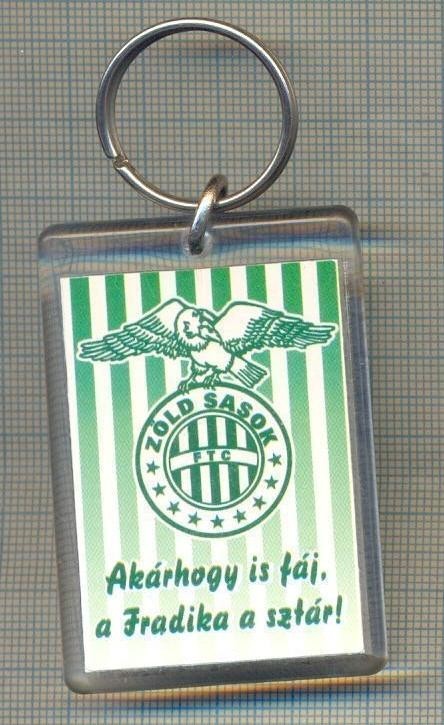 ZÖLD SASOK
FTC
Akárhogy is fáj,
a Fradika a sztár!